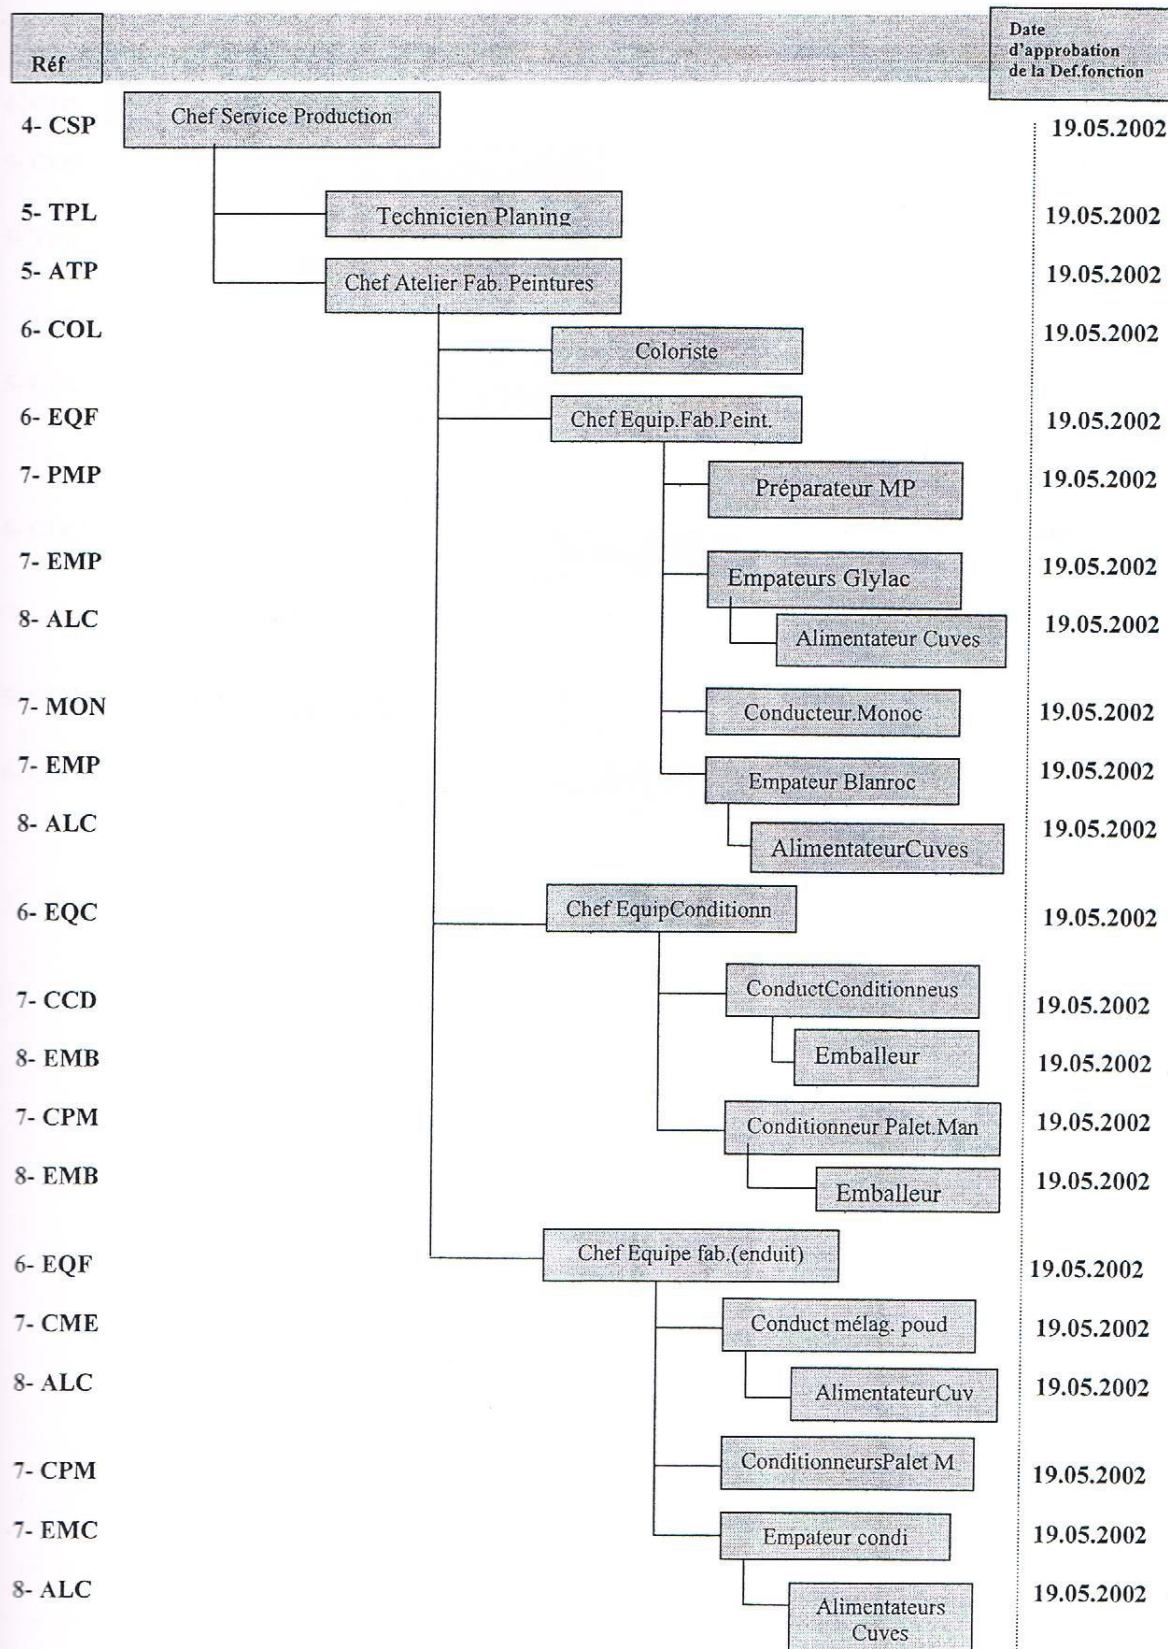 Réf
Date
d'approbation
de la Def.fonction
4- CSP Chef Service Production 19.05.2002
5- TPL Technicien Planing 19.05.2002
5- ATP Chef Atelier Fab. Peintures 19.05.2002
6- COL Coloriste 19.05.2002
6- EQF Chef Equip.Fab.Peint. 19.05.2002
7- PMP Préparateur MP 19.05.2002
7- EMP Empateurs Glylac 19.05.2002
8- ALC Alimentateur Cuves 19.05.2002
7- MON Conducteur.Monoc 19.05.2002
7- EMP Empateur Blanroc 19.05.2002
8- ALC AlimentateurCuves 19.05.2002
6- EQC Chef EquipConditionn 19.05.2002
7- CCD ConductConditionneus 19.05.2002
8- EMB Emballeur 19.05.2002
7- CPM Conditionneur Palet.Man 19.05.2002
8- EMB Emballeur 19.05.2002
6- EQF Chef Equipe fab.(enduit) 19.05.2002
7- CME Conduct mélag. poud 19.05.2002
8- ALC AlimentateurCuv 19.05.2002
7- CPM ConditionneursPalet M 19.05.2002
7- EMC Empateur condi 19.05.2002
8- ALC Alimentateurs 19.05.2002
Cuves